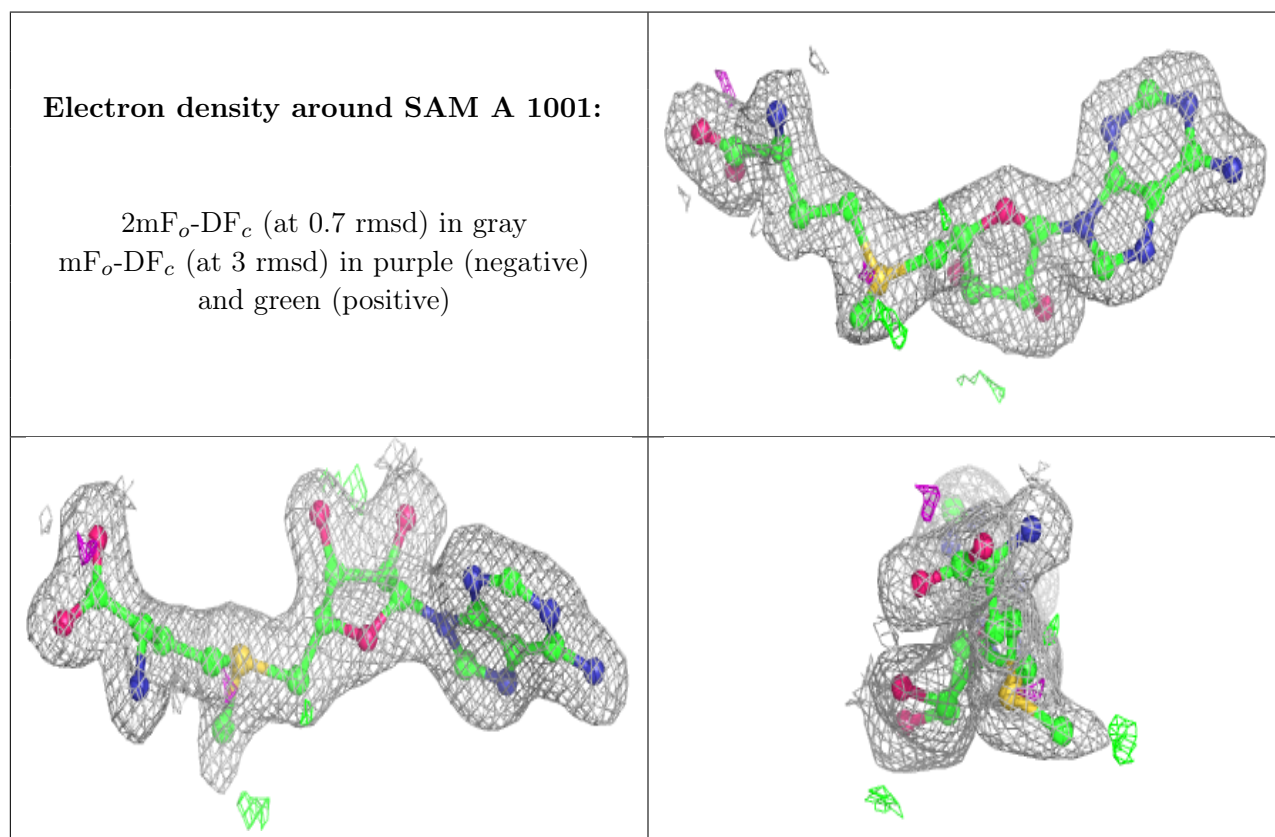 Electron density around SAM A 1001:
2mFo-DFc (at 0.7 rmsd) in gray
mFo-DFc (at 3 rmsd) in purple (negative)
and green (positive)